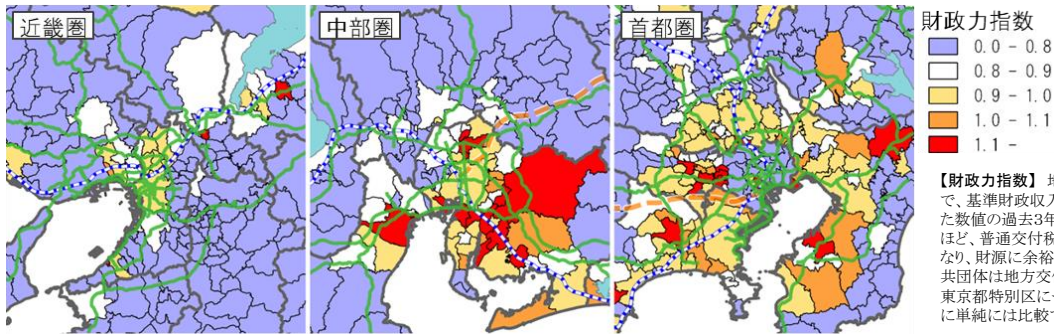 近畿圏
中部圏
首都圏
財政力指数
0.0 - 0.8
0.8 - 0.9
0.9 - 1.0
1.0 - 1.1
1.1 -
【財政力指数】 地
で、基準財政収入
た数値の過去3年
ほど、普通交付税
なり、財源に余裕
共団体は地方交付
東京都特別区に
に単純には比較